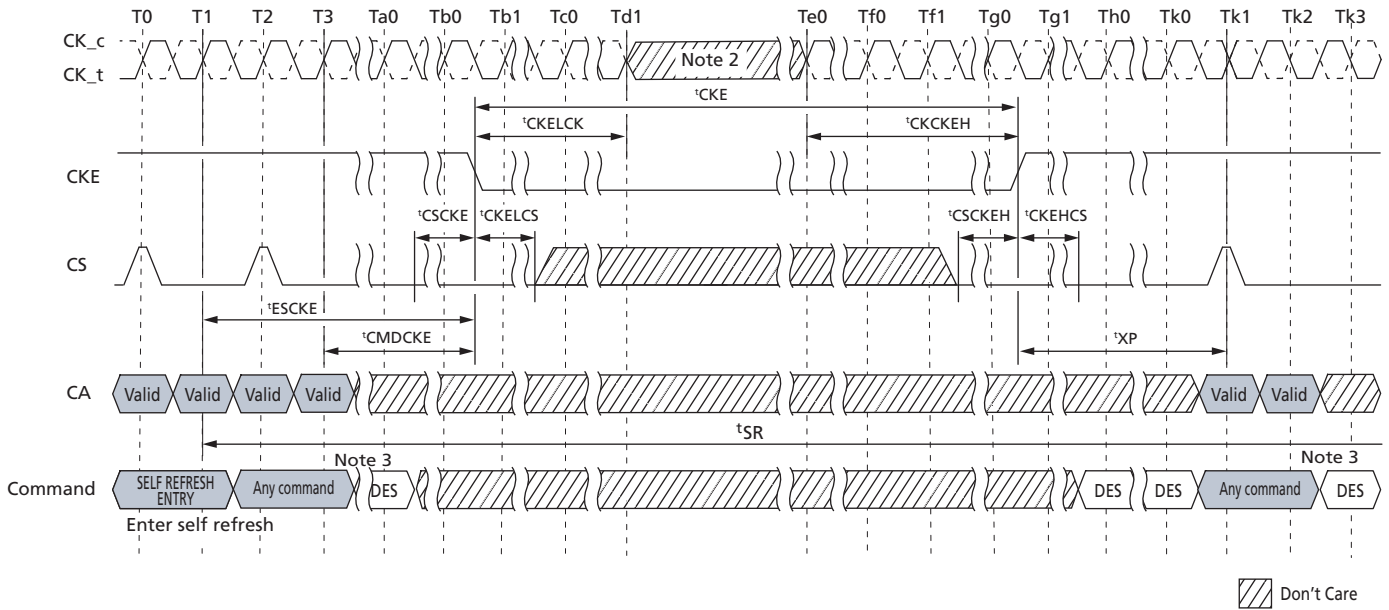 T0 T1 T2 T3 Ta0 Tb0 Tb1 Tc0 Td1 Te0 Tf0 Tf1 Tg0 Tg1 Th0 Tk0 Tk1 Tk2 Tk3
CK_c
CK_t
Note 2
tCKE
tCKELCK tCKCKEH
CKE
tCSCKE tCKELCS tCSCKEH tCKEHCS
CS
tESCKE
tCMDCKE tXP
CA Valid Valid Valid Valid Valid Valid
tSR
Note 3 Note 3
Command SELF REFRESH ENTRY Any command DES DES DES Any command DES
Enter self refresh
Don't Care